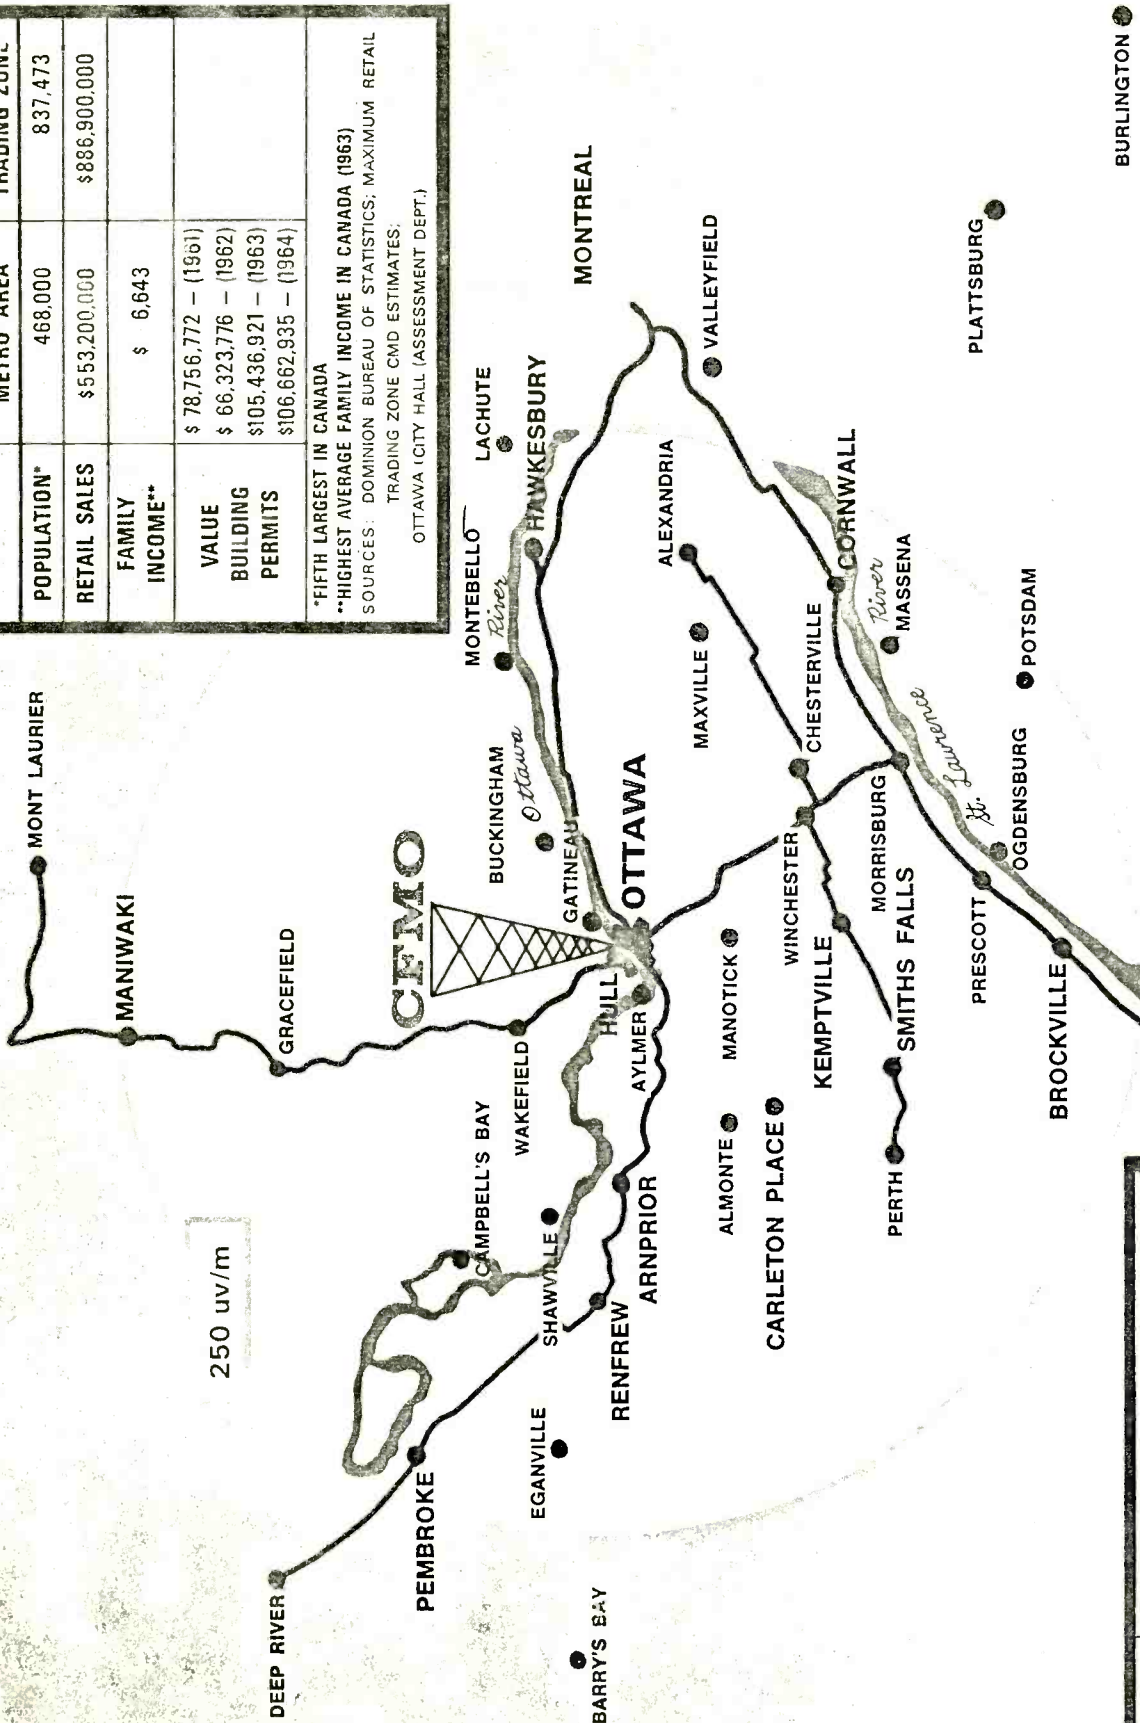 METRO AREA TRADING ZONE
POPULATION* 468,000 837,473
RETAIL SALES $553,200,000 $886,900,000
FAMILY
INCOME** $ 6,643
VALUE
BUILDING
PERMITS
$ 78,756,772 – (1961)
$ 66,323,776 – (1962)
$105,436,921 – (1963)
$106,662,935 – (1964)
*FIFTH LARGEST IN CANADA
**HIGHEST AVERAGE FAMILY INCOME IN CANADA (1963)
SOURCES: DOMINION BUREAU OF STATISTICS; MAXIMUM RETAIL
TRADING ZONE CMD ESTIMATES;
OTTAWA (CITY HALL (ASSESSMENT DEPT.)
MONT LAURIER
MANIWAKI
GRACEFIELD
250 uv/m
DEEP RIVER
CFMO
PEMBROKE
CAMPBELL'S BAY
WAKEFIELD
BUCKINGHAM
MONTEBELLO
LACHUTE
Ottawa
River
HAWKESBURY
EGANVILLE
SHAWVILLE
GATINEAU
MONTREAL
BARRY'S BAY
RENFREW
ARNPRIOR
HULL
AYLMER
OTTAWA
ALEXANDRIA
VALLEYFIELD
ALMONTE
MANOTICK
MAXVILLE
CARLETON PLACE
WINCHESTER
CHESTERVILLE
KEMPTVILLE
CORNWALL
MORRISBURG
River
PERTH
SMITHS FALLS
MASSENA
St. Lawrence
PRESCOTT
PLATTSBURG
OGDENSBURG
POTSDAM
BROCKVILLE
BURLINGTON